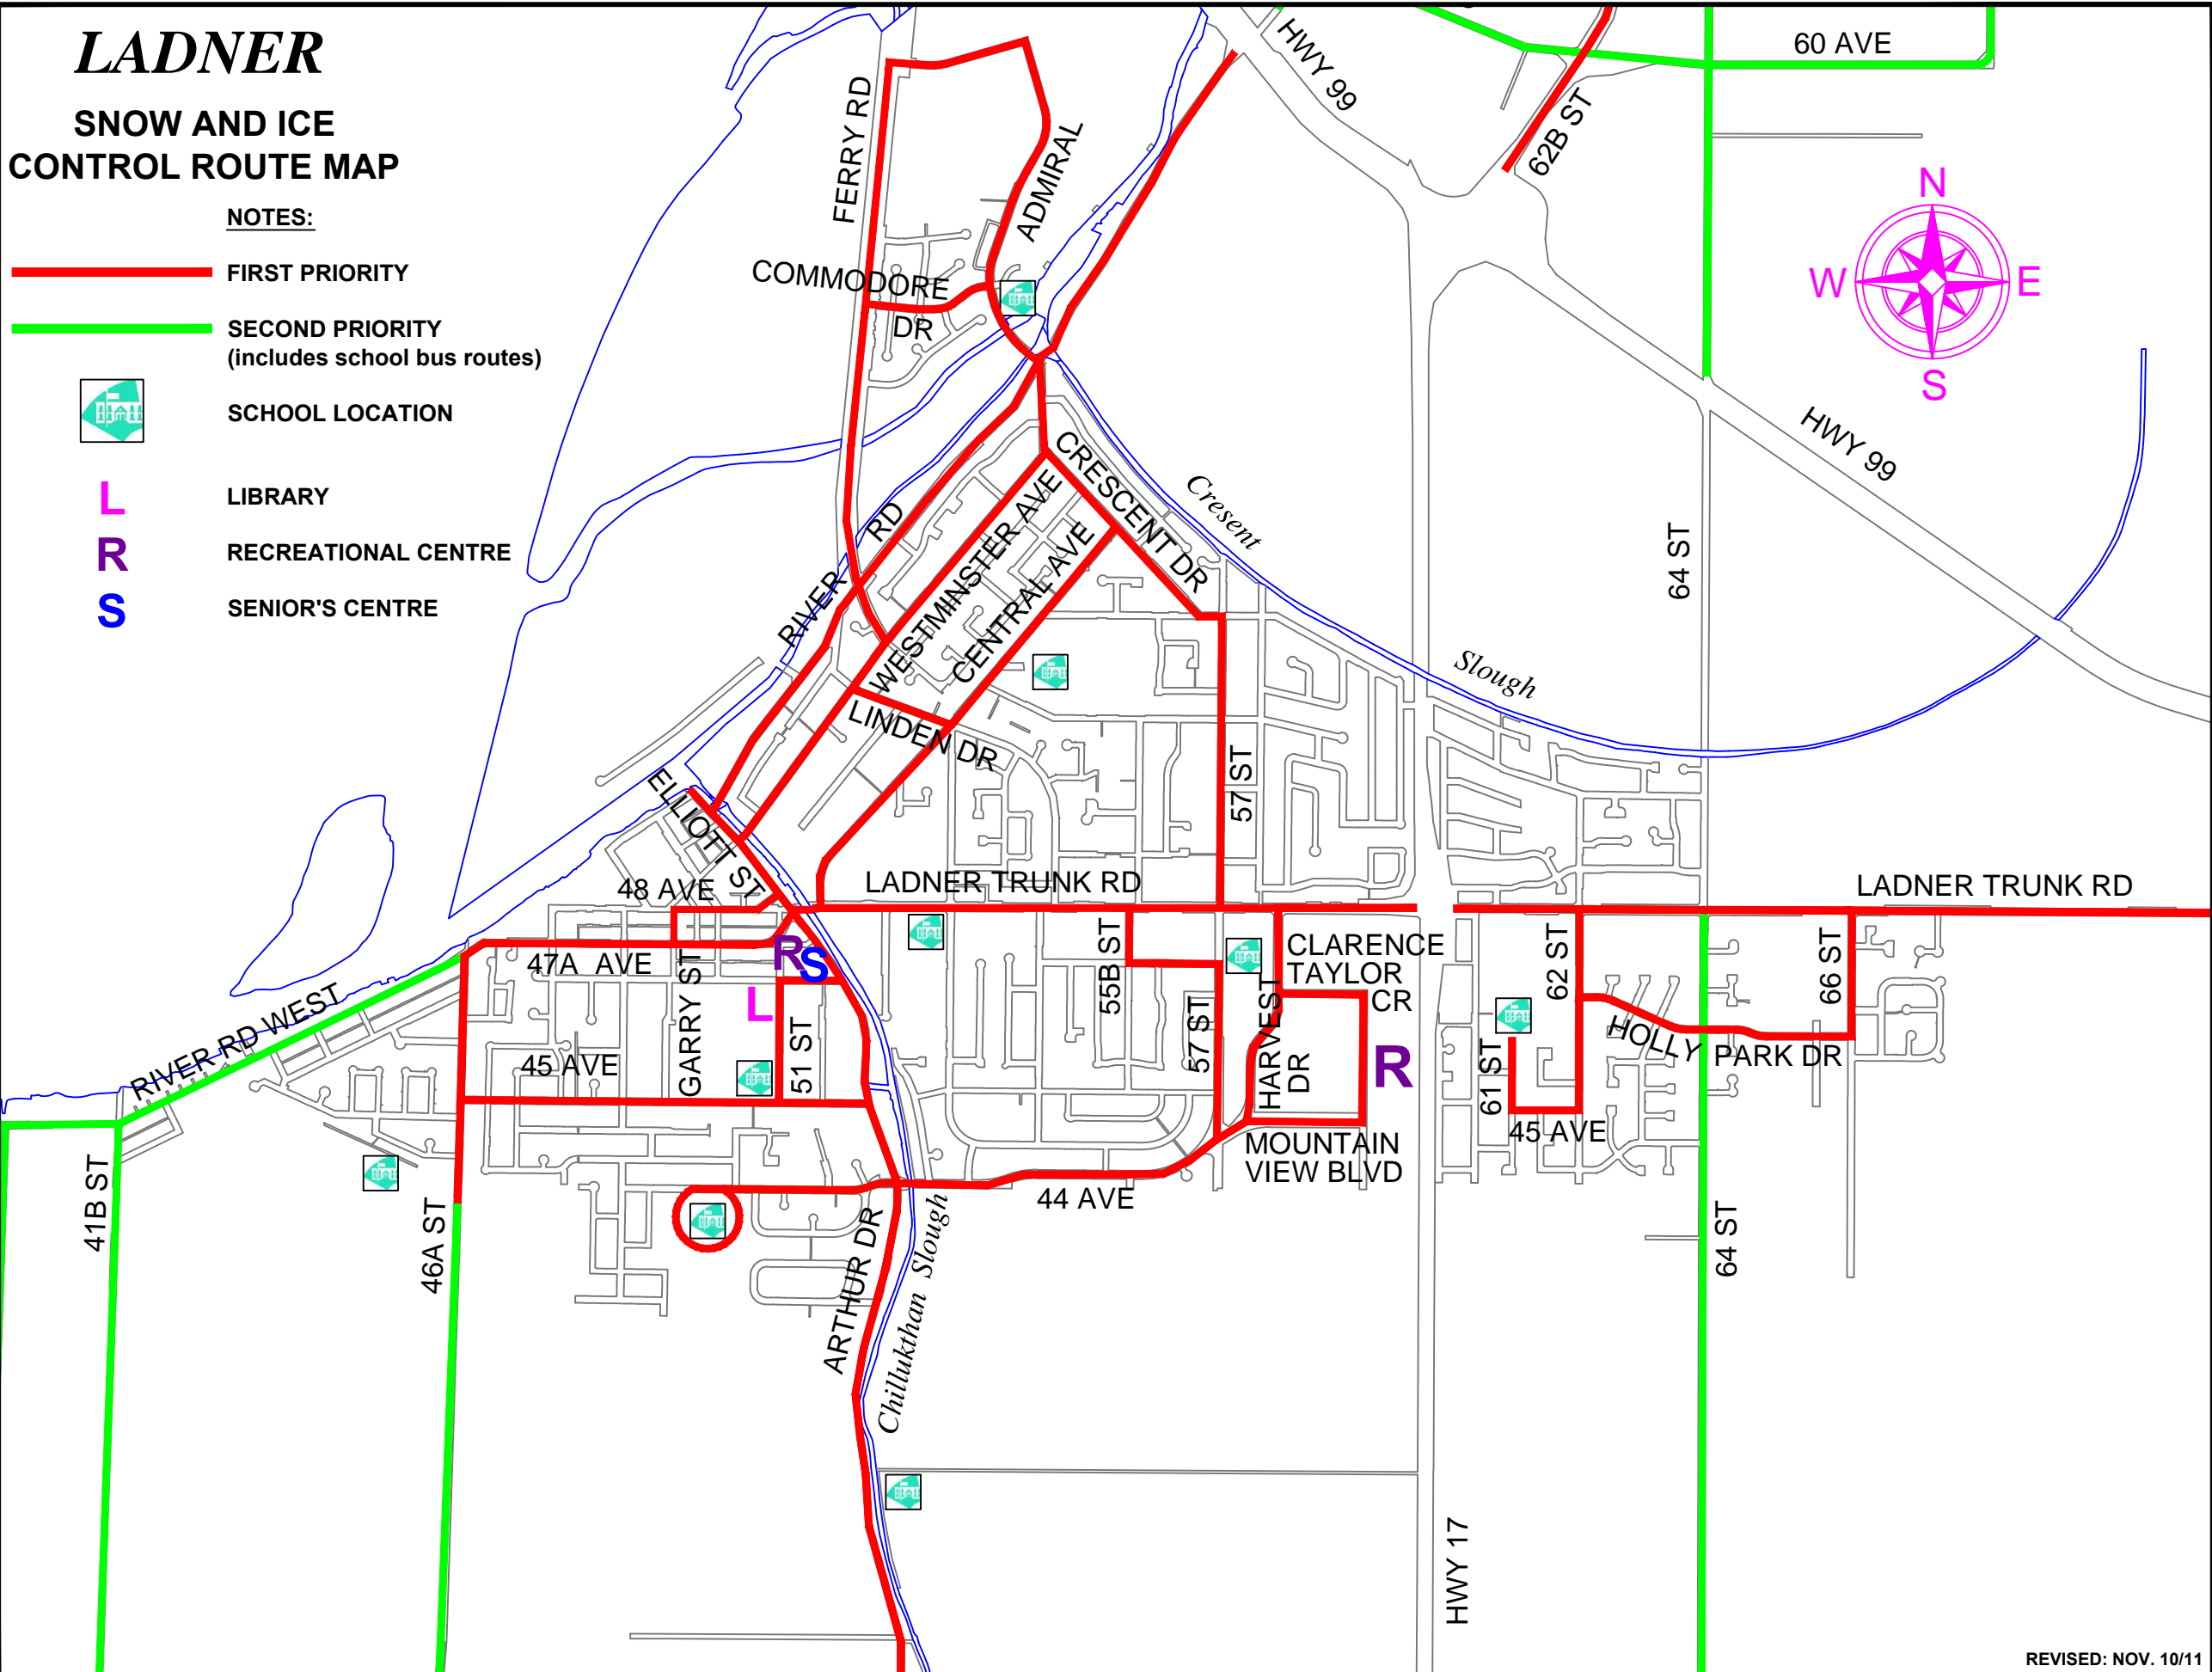 LADNER
SNOW AND ICE
CONTROL ROUTE MAP
NOTES:
FIRST PRIORITY
SECOND PRIORITY
(includes school bus routes)
SCHOOL LOCATION
L LIBRARY
R RECREATIONAL CENTRE
S SENIOR'S CENTRE
HWY 99
60 AVE
62B ST
FERRY RD
ADMIRAL
COMMODORE
DR
N
W
E
S
HWY 99
CRESCENT DR
Cresent
Slough
64 ST
RIVER
RD
WESTMINSTER AVE
CENTRAL AVE
LINDEN DR
57 ST
ELLIOTT ST
48 AVE
LADNER TRUNK RD
LADNER TRUNK RD
47A AVE
R
S
L
GARRY ST
51 ST
45 AVE
RIVER RD WEST
55B ST
57 ST
CLARENCE
TAYLOR
CR
HARVEST
DR
R
62 ST
66 ST
HOLLY PARK DR
61 ST
45 AVE
MOUNTAIN
VIEW BLVD
44 AVE
41B ST
46A ST
ARTHUR DR
Chillukthan Slough
64 ST
HWY 17
REVISED: NOV. 10/11